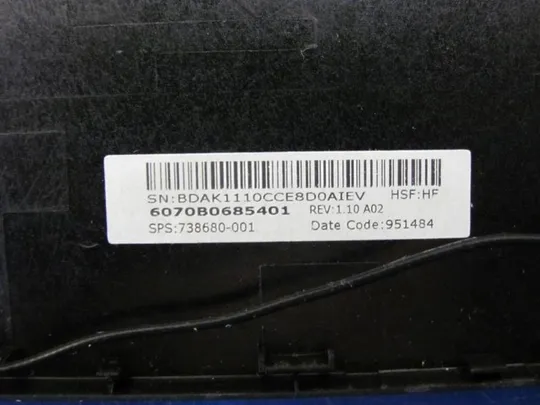 SN:BDAK1110CCE8D0AIEV HSF:HF
6070B0685401 REV:1.10 A02
SPS:738680-001 Date Code:951484